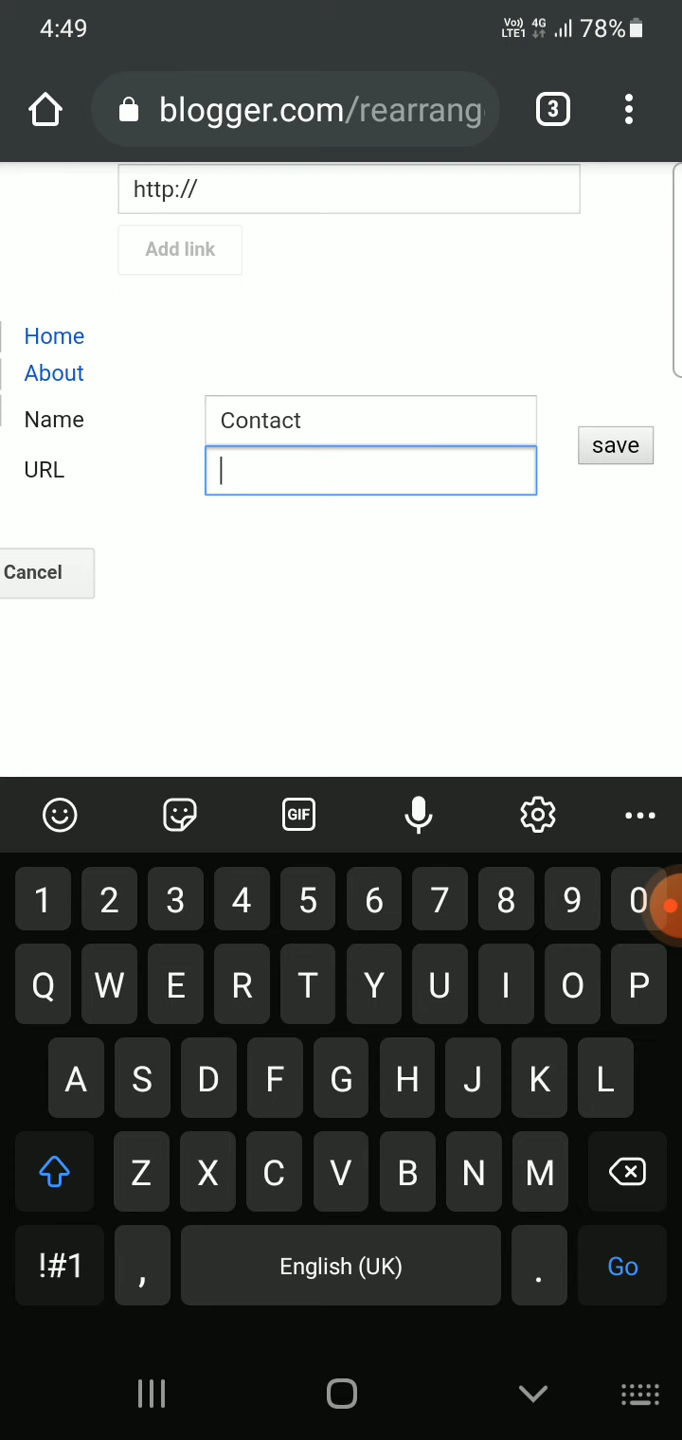 4:49 Vo)) LTE1 4G 78%
blogger.com/rearrang 3
http://
Add link
Home
About
Name Contact
save
URL
Cancel
GIF
1 2 3 4 5 6 7 8 9 0
Q W E R T Y U I O P
A S D F G H J K L
Z X C V B N M
!#1 , English (UK) . Go